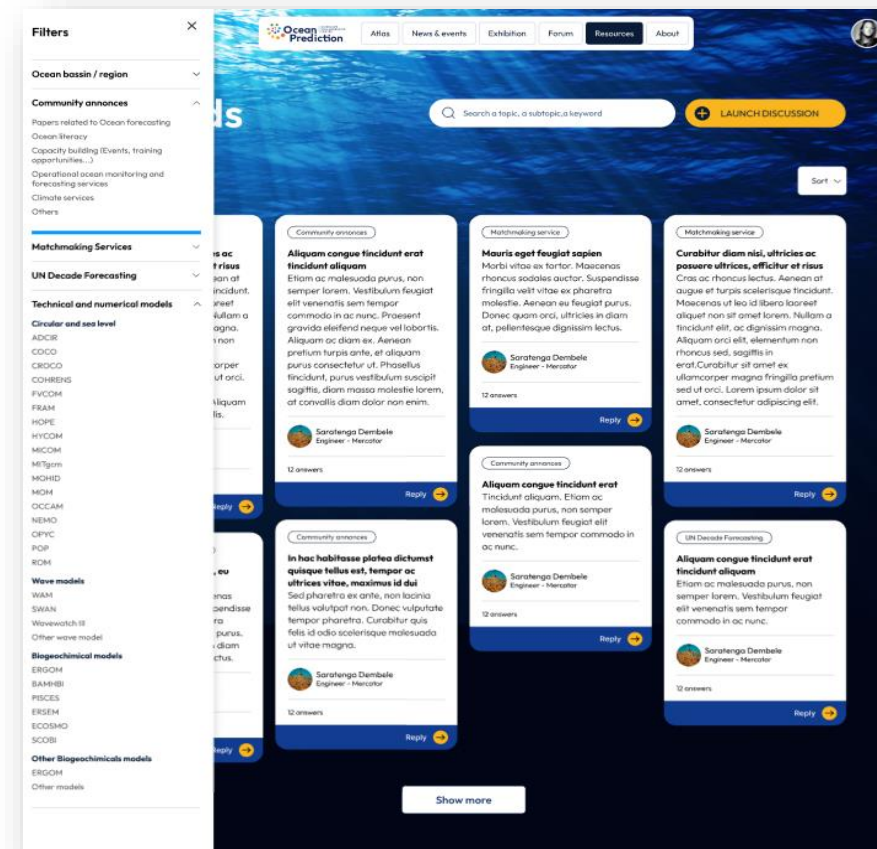 Filters
Ocean bassin / region
Community annonces
Papers related to Ocean forecasting
Ocean literacy
Capacity building (Events, training
opportunities...)
Operational ocean monitoring and
forecasting services
Climate services
Others
Matchmaking Services
UN Decade Forecasting
Technical and numerical models
Circular and sea level
ADCIR
COCO
CROCO
COHRENS
FVCOM
FRAM
HOPE
HYCOM
MICOM
MITgcm
MOHID
MOM
OCCAM
NEMO
OPYC
POP
ROM
Wave models
WAM
SWAN
Wavewatch III
Other wave model
Biogeochimical models
ERGOM
BAMHBI
PISCES
ERSEM
ECOSMO
SCOBI
Other Biogeochimicals models
ERGOM
Other models
Ocean
Prediction
Atlas
News & events
Exhibition
Forum
Resources
About
ds
Search a topic, a subtopic,a keyword
LAUNCH DISCUSSION
Sort
Reply
Reply
Community annonces
Aliquam congue tincidunt erat
tincidunt aliquam
Etiam ac malesuada purus, non
semper lorem. Vestibulum feugiat
elit venenatis sem tempor
commodo in ac nunc. Praesent
gravida eleifend neque vel lobortis.
Aliquam ac diam ex. Aenean
pretium turpis ante, et aliquam
purus consectetur ut. Phasellus
tincidunt, purus vestibulum suscipit
sagittis, diam massa molestie lorem,
at convallis diam dolor non enim.
Saratenga Dembele
Engineer - Mercator
12 answers
Reply
Community annonces
In hac habitasse platea dictumst
quisque tellus est, tempor ac
ultrices vitae, maximus id dui
Sed pharetra ex ante, non lacinia
tellus volutpat non. Donec vulputate
tempor pharetra. Curabitur quis
felis id odio scelerisque malesuada
ut vitae magna.
Saratenga Dembele
Engineer - Mercator
12 answers
Reply
Matchmaking service
Mauris eget feugiat sapien
Morbi vitae ex tortor. Maecenas
rhoncus sodales auctor. Suspendisse
fringilla velit vitae ex pharetra
molestie. Aenean eu feugiat purus.
Donec quam orci, ultricies in diam
at, pellentesque dignissim lectus.
Saratenga Dembele
Engineer - Mercator
12 answers
Reply
Community annonces
Aliquam congue tincidunt erat
Tincidunt aliquam. Etiam ac
malesuada purus, non semper
lorem. Vestibulum feugiat elit
venenatis sem tempor commodo in
ac nunc.
Saratenga Dembele
Engineer - Mercator
12 answers
Reply
Matchmaking service
Curabitur diam nisi, ultricies ac
posuere ultrices, efficitur et risus
Cras ac rhoncus lectus. Aenean at
augue et turpis scelerisque tincidunt.
Maecenas ut leo id libero laoreet
aliquet non sit amet lorem. Nullam a
tincidunt elit, ac dignissim magna.
Aliquam orci elit, elementum non
rhoncus sed, sagittis in
erat.Curabitur sit amet ex
ullamcorper magna fringilla pretium
sed ut orci. Lorem ipsum dolor sit
amet, consectetur adipiscing elit.
Saratenga Dembele
Engineer - Mercator
12 answers
Reply
UN Decade Forecasting
Aliquam congue tincidunt erat
tincidunt aliquam
Etiam ac malesuada purus, non
semper lorem. Vestibulum feugiat
elit venenatis sem tempor
commodo in ac nunc.
Saratenga Dembele
Engineer - Mercator
12 answers
Reply
Show more